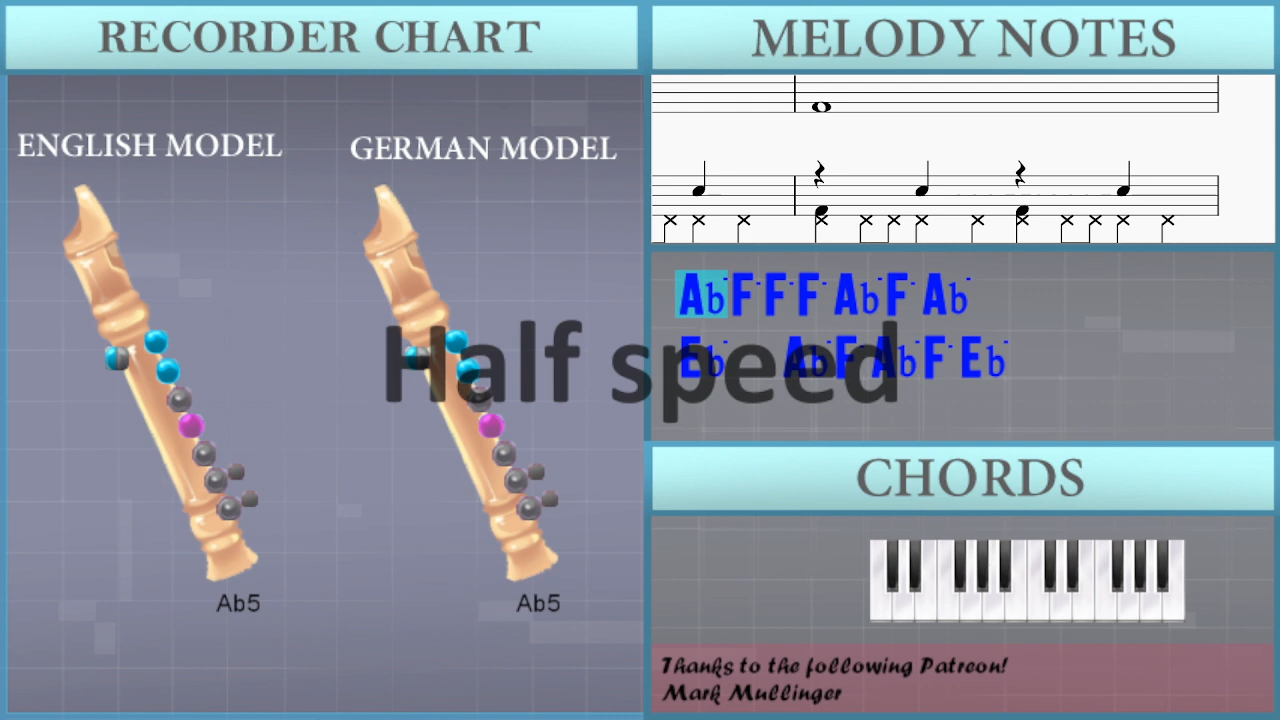 RECORDER CHART
MELODY NOTES
ENGLISH MODEL
GERMAN MODEL
Ab5
Ab5
Ab˙ F˙ F˙ F˙ Ab˙ F˙ Ab˙
Eb˙ Ab˙ F˙ Ab˙ F˙ Eb˙
Half speed
CHORDS
Thanks to the following Patreon!
Mark Mullinger